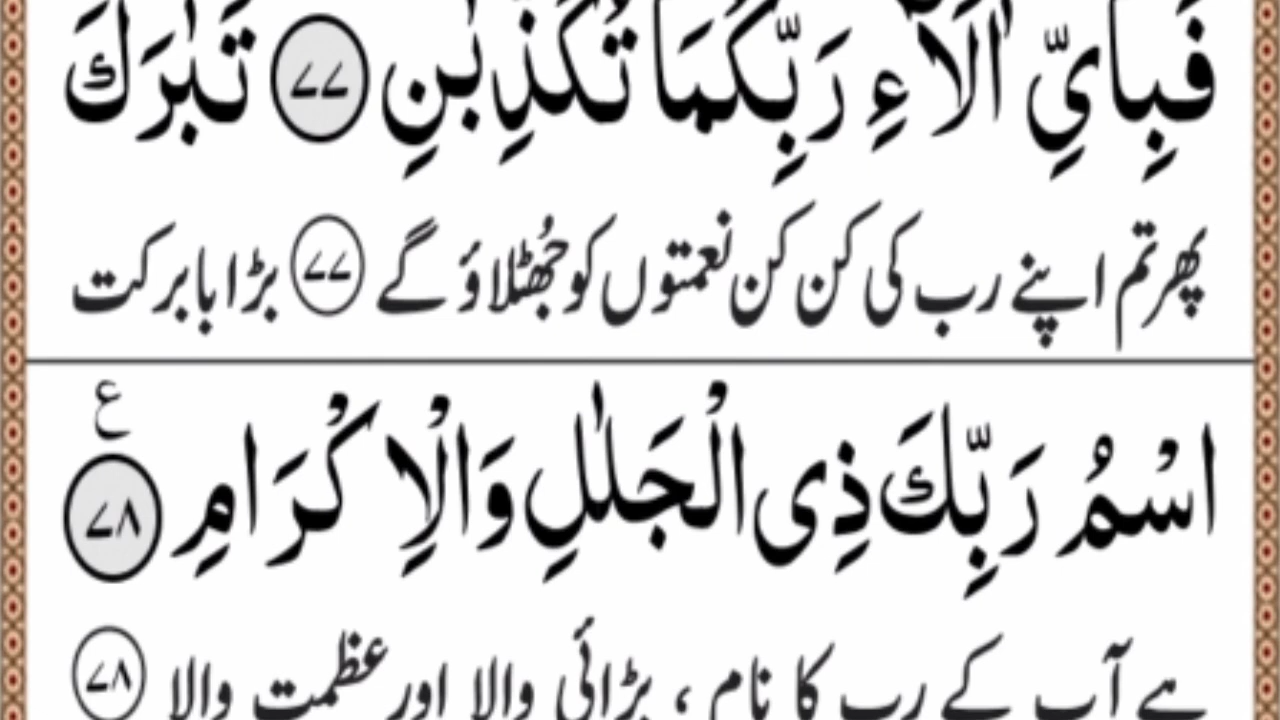 فَبِاَيِّ اٰلَآءِ رَبِّكُمَا تُكَذِّبٰنِ ۷۷ تَبٰرَكَ
پھر تم اپنے رب کی کن کن نعمتوں کو جُھٹلاؤ گے ۷۷ بڑا بابرکت
اسْمُ رَبِّكَ ذِى الْجَلٰلِ وَالْاِكْرَامِ ۷۸ ع
ہے آپ کے رب کا نام ، بڑائی والا اور عظمت والا ۷۸